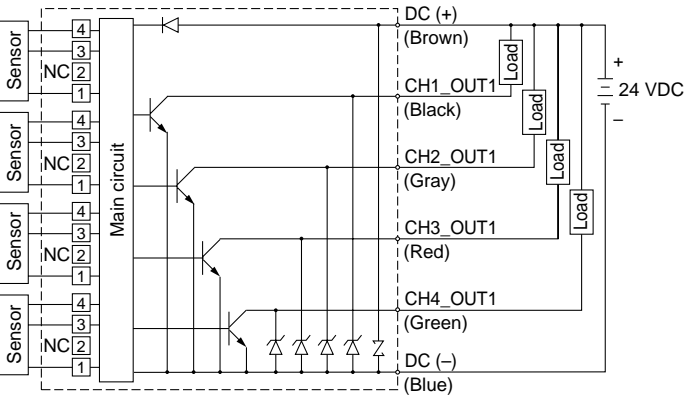 DC (+)
(Brown)
Sensor
4
3
NC 2
1
Load
+
24 VDC
–
CH1_OUT1
(Black)
Load
Sensor
4
3
NC 2
1
Main circuit
CH2_OUT1
(Gray)
Load
Load
Sensor
4
3
NC 2
1
CH3_OUT1
(Red)
Sensor
4
3
NC 2
1
CH4_OUT1
(Green)
DC (–)
(Blue)